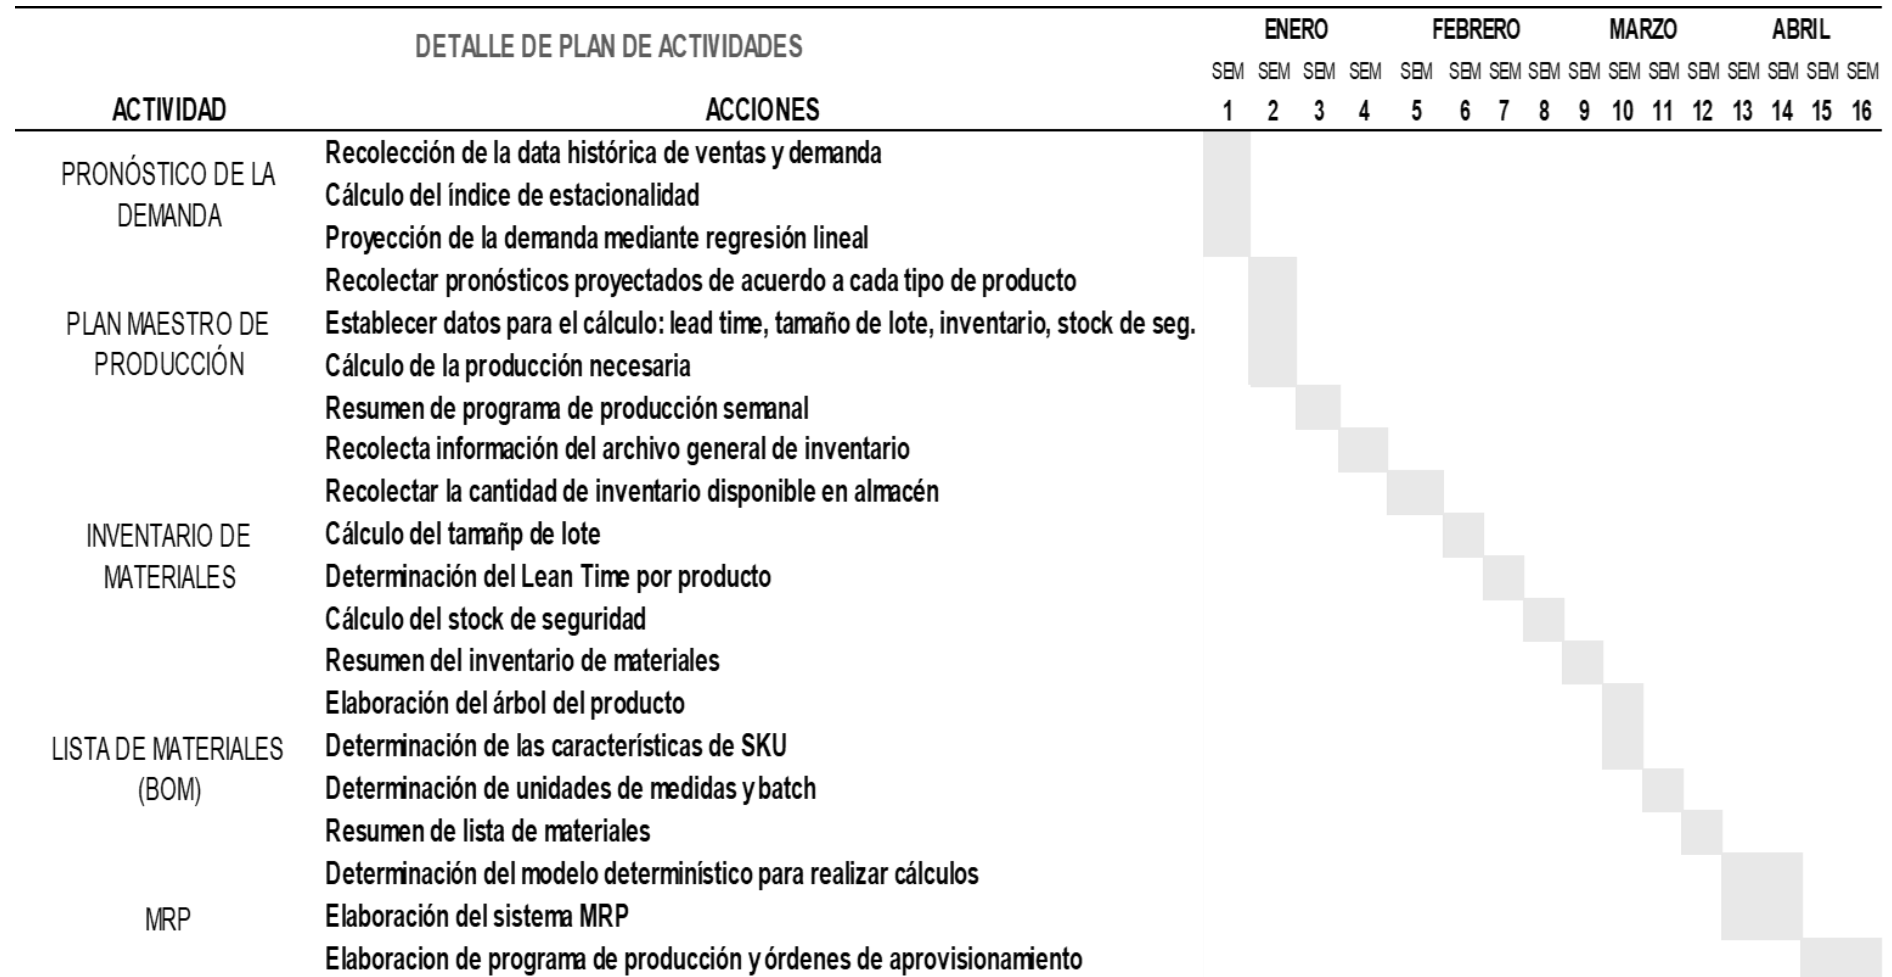 DETALLE DE PLAN DE ACTIVIDADES
ENERO FEBRERO MARZO ABRIL
SEM SEM SEM SEM SEM SEM SEM SEM SEM SEM SEM SEM SEM SEM SEM SEM
ACTIVIDAD ACCIONES 1 2 3 4 5 6 7 8 9 10 11 12 13 14 15 16
PRONÓSTICO DE LA
DEMANDA
Recolección de la data histórica de ventas y demanda
Cálculo del índice de estacionalidad
Proyección de la demanda mediante regresión lineal
PLAN MAESTRO DE
PRODUCCIÓN
Recolectar pronósticos proyectados de acuerdo a cada tipo de producto
Establecer datos para el cálculo: lead time, tamaño de lote, inventario, stock de seg.
Cálculo de la producción necesaria
Resumen de programa de producción semanal
INVENTARIO DE
MATERIALES
Recolecta información del archivo general de inventario
Recolectar la cantidad de inventario disponible en almacén
Cálculo del tamañp de lote
Determinación del Lean Time por producto
Cálculo del stock de seguridad
Resumen del inventario de materiales
LISTA DE MATERIALES
(BOM)
Elaboración del árbol del producto
Determinación de las características de SKU
Determinación de unidades de medidas y batch
Resumen de lista de materiales
MRP
Determinación del modelo determinístico para realizar cálculos
Elaboración del sistema MRP
Elaboracion de programa de producción y órdenes de aprovisionamiento